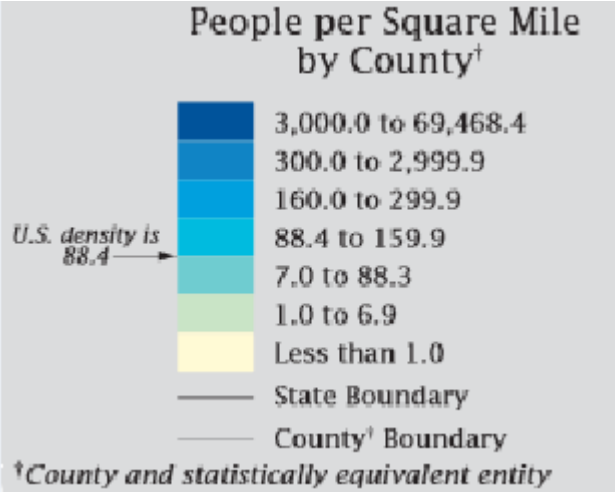 People per Square Mile
by County†
3,000.0 to 69,468.4
300.0 to 2,999.9
160.0 to 299.9
U.S. density is
88.4
88.4 to 159.9
7.0 to 88.3
1.0 to 6.9
Less than 1.0
State Boundary
County† Boundary
†County and statistically equivalent entity